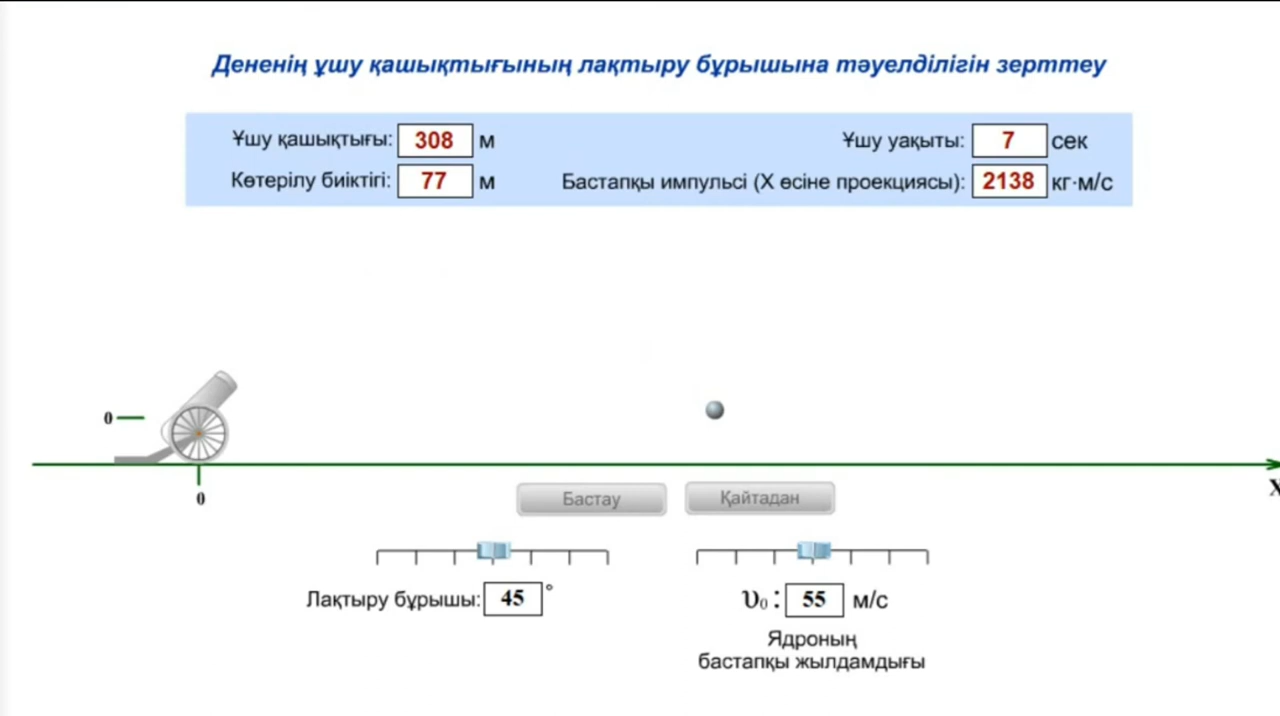 Дененің ұшу қашықтығының лақтыру бұрышына тәуелділігін зерттеу
Ұшу қашықтығы: 308 м
Ұшу уақыты: 7 сек
Көтерілу биіктігі: 77 м
Бастапқы импульсі (X өсіне проекциясы): 2138 кг·м/с
0
0
X
Бастау
Қайтадан
Лақтыру бұрышы: 45 °
υ₀ : 55 м/с
Ядроның
бастапқы жылдамдығы